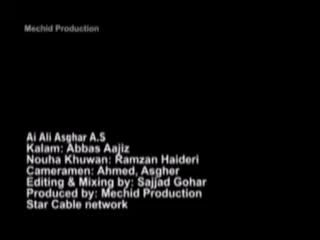 Mechid Production
Ai Ali Asghar A.S
Kalam: Abbas Aajiz
Nouha Khuwan: Ramzan Haideri
Cameramen: Ahmed, Asgher
Editing & Mixing by: Sajjad Gohar
Produced by: Mechid Production
Star Cable network